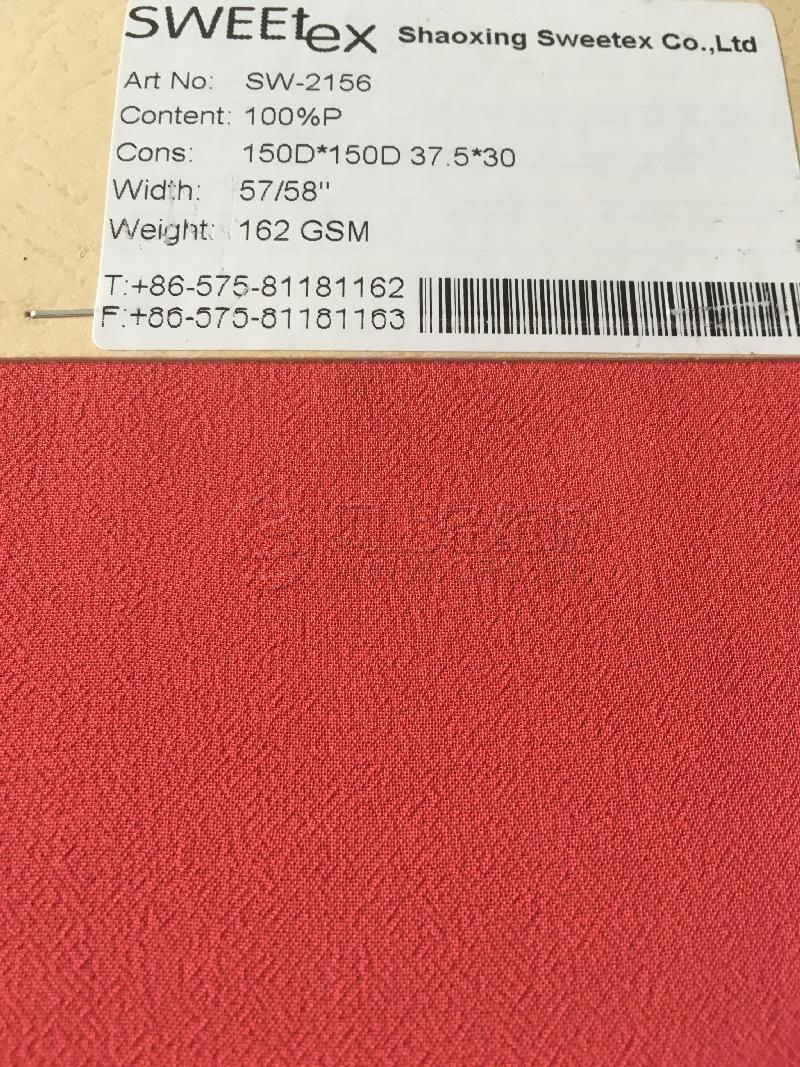 SWEEtex Shaoxing Sweetex Co.,Ltd
Art No: SW-2156
Content: 100%P
Cons: 150D*150D 37.5*30
Width: 57/58"
Weight: 162 GSM
T:+86-575-81181162
F:+86-575-81181163